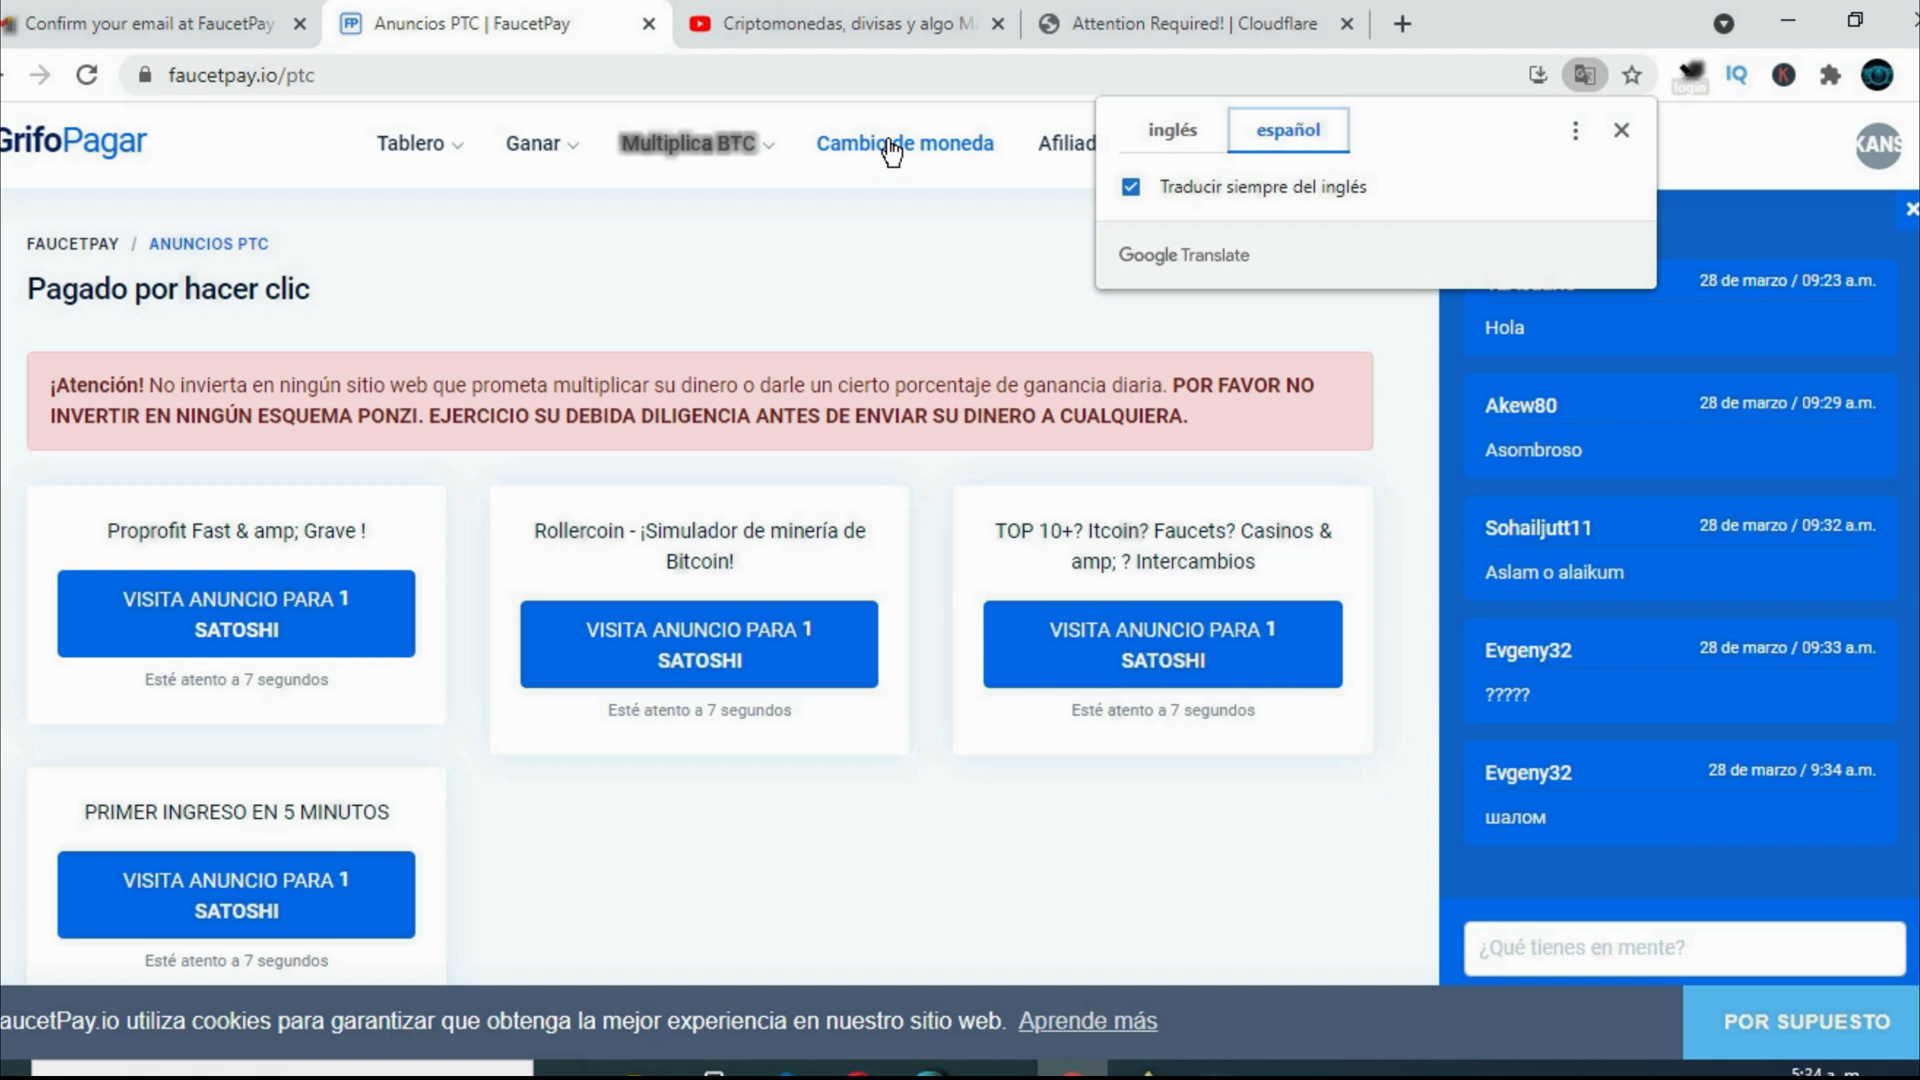 Confirm your email at FaucetPay
Anuncios PTC | FaucetPay
Criptomonedas, divisas y algo M
Attention Required! | Cloudflare
faucetpay.io/ptc
IQ
K
login
GrifoPagar
Tablero
Ganar
Multiplica BTC
Cambio de moneda
Afiliad
KANS
inglés
español
Traducir siempre del inglés
Google Translate
FAUCETPAY / ANUNCIOS PTC
Pagado por hacer clic
¡Atención! No invierta en ningún sitio web que prometa multiplicar su dinero o darle un cierto porcentaje de ganancia diaria. POR FAVOR NO
INVERTIR EN NINGÚN ESQUEMA PONZI. EJERCICIO SU DEBIDA DILIGENCIA ANTES DE ENVIAR SU DINERO A CUALQUIERA.
Proprofit Fast & amp; Grave !
VISITA ANUNCIO PARA 1
SATOSHI
Esté atento a 7 segundos
Rollercoin - ¡Simulador de minería de
Bitcoin!
VISITA ANUNCIO PARA 1
SATOSHI
Esté atento a 7 segundos
TOP 10+? Itcoin? Faucets? Casinos &
amp; ? Intercambios
VISITA ANUNCIO PARA 1
SATOSHI
Esté atento a 7 segundos
PRIMER INGRESO EN 5 MINUTOS
VISITA ANUNCIO PARA 1
SATOSHI
Esté atento a 7 segundos
28 de marzo / 09:23 a.m.
Hola
Akew80
28 de marzo / 09:29 a.m.
Asombroso
Sohailjutt11
28 de marzo / 09:32 a.m.
Aslam o alaikum
Evgeny32
28 de marzo / 09:33 a.m.
?????
Evgeny32
28 de marzo / 9:34 a.m.
шалом
¿Qué tienes en mente?
aucetPay.io utiliza cookies para garantizar que obtenga la mejor experiencia en nuestro sitio web. Aprende más
POR SUPUESTO